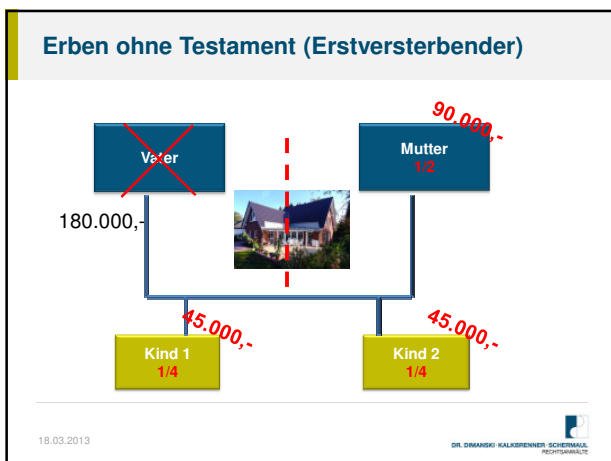 Erben ohne Testament (Erstversterbender)
90.000,-
Vater
Mutter
1/2
180.000,-
45.000,-
45.000,-
Kind 1
1/4
Kind 2
1/4
18.03.2013
DR. DIMANSKI · KALKBRENNER · SCHERMAUL
RECHTSANWÄLTE